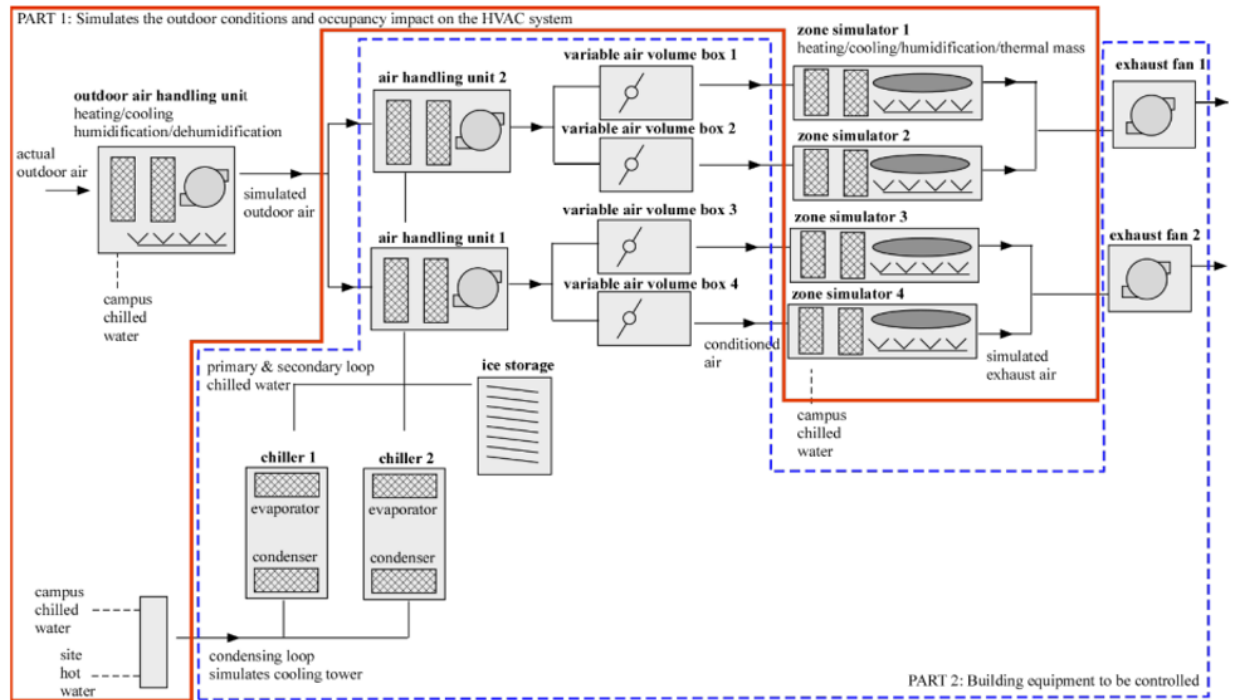 PART 1: Simulates the outdoor conditions and occupancy impact on the HVAC system
zone simulator 1
heating/cooling/humidification/thermal mass
variable air volume box 1
exhaust fan 1
air handling unit 2
outdoor air handling unit
heating/cooling
humidification/dehumidification
variable air volume box 2
zone simulator 2
actual
outdoor air
simulated
outdoor air
variable air volume box 3
zone simulator 3
air handling unit 1
exhaust fan 2
variable air volume box 4
zone simulator 4
campus
chilled
water
conditioned
air
simulated
exhaust air
primary & secondary loop
chilled water
ice storage
campus
chilled
water
chiller 1
chiller 2
evaporator
evaporator
condenser
condenser
campus
chilled
water
site
hot
water
condensing loop
simulates cooling tower
PART 2: Building equipment to be controlled